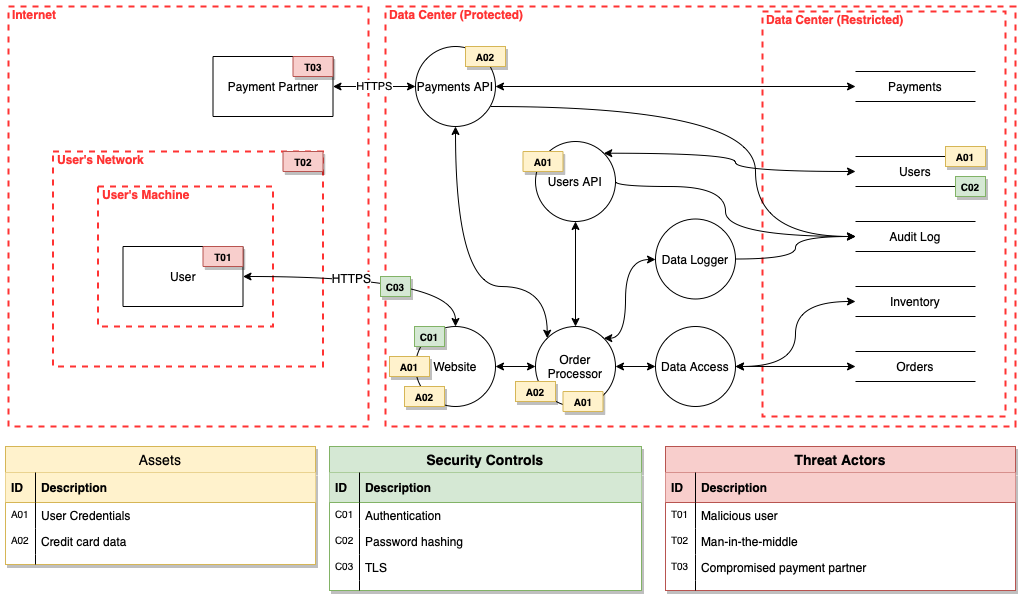 Internet
Data Center (Protected)
Data Center (Restricted)
T03
Payment Partner
HTTPS
A02
Payments API
Payments
User's Network
T02
User's Machine
T01
User
HTTPS
C03
A01
Users API
Users
A01
C02
Audit Log
Data Logger
Inventory
C01
A01
Website
A02
Order
Processor
A02
A01
Data Access
Orders
Assets
ID Description
A01 User Credentials
A02 Credit card data
Security Controls
ID Description
C01 Authentication
C02 Password hashing
C03 TLS
Threat Actors
ID Description
T01 Malicious user
T02 Man-in-the-middle
T03 Compromised payment partner